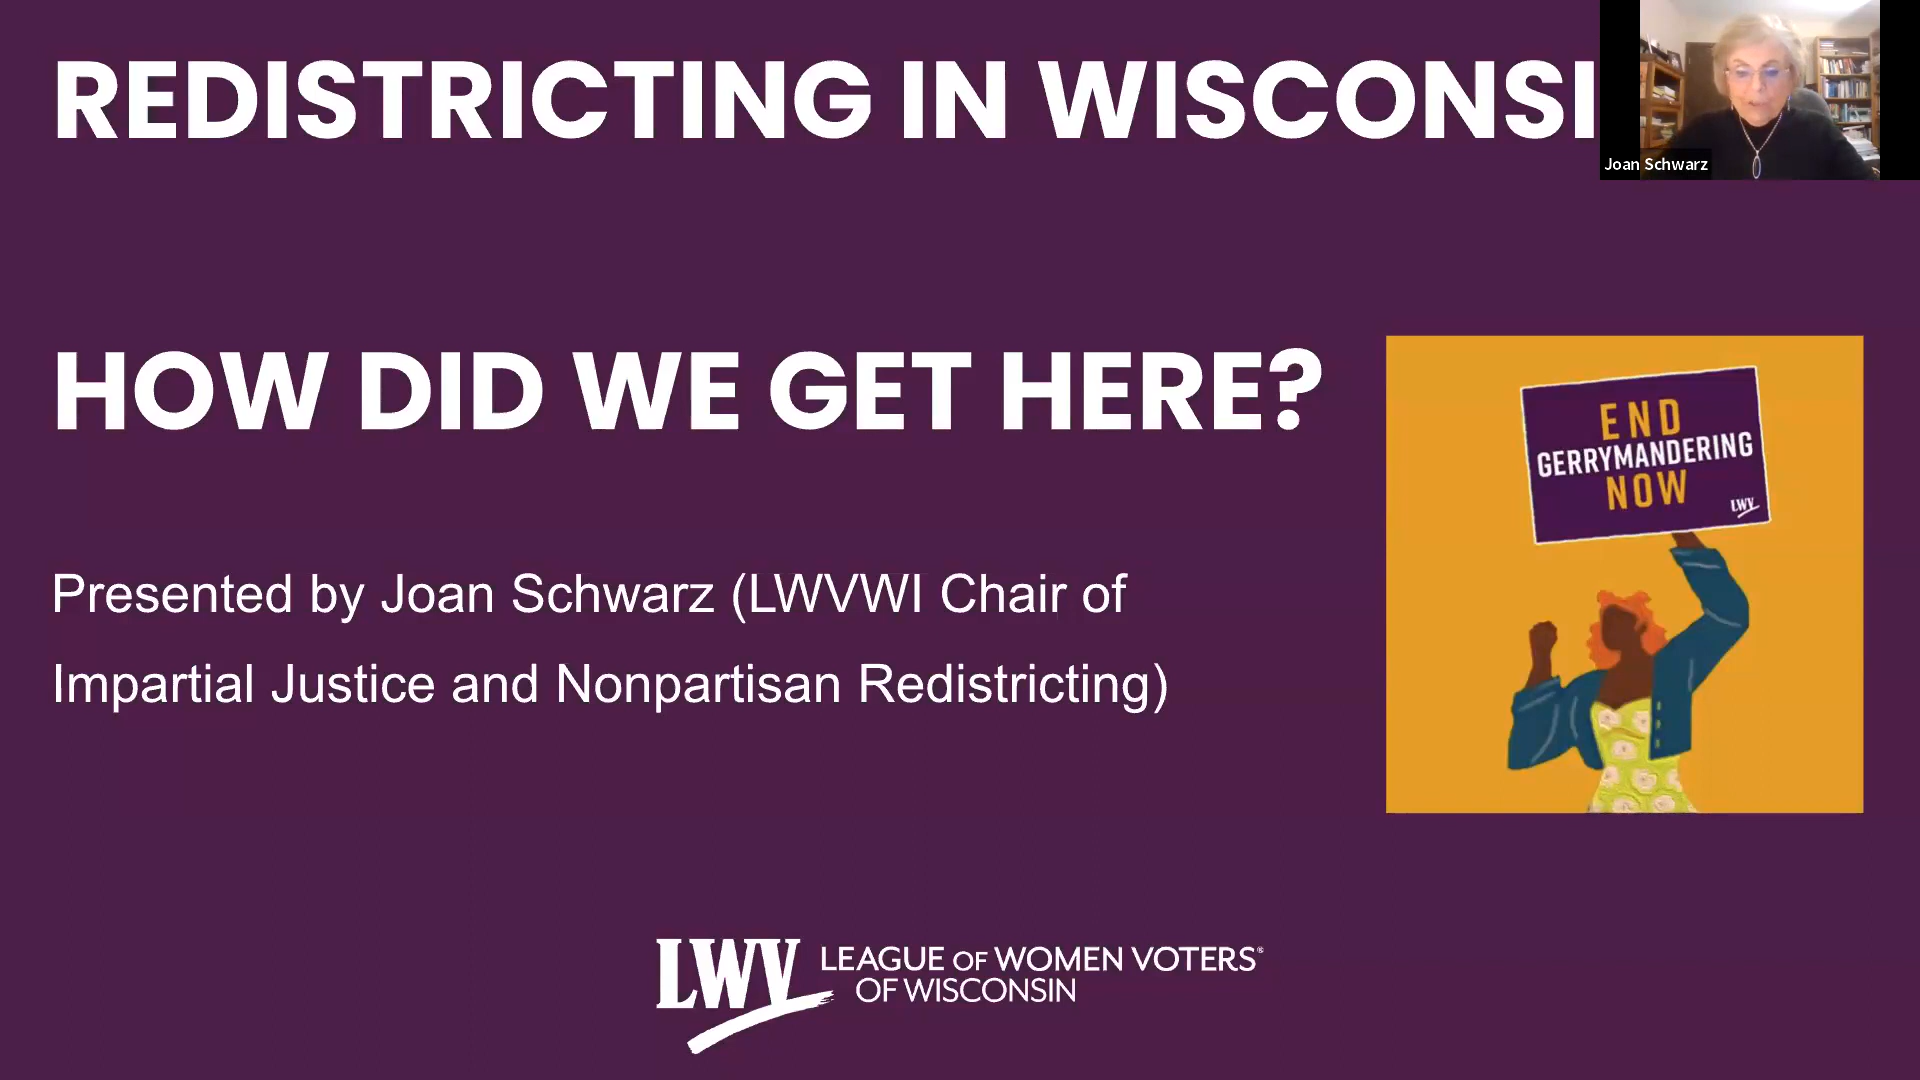 REDISTRICTING IN WISCONSI
Joan Schwarz
HOW DID WE GET HERE?
END
GERRYMANDERING
NOW
LWV
Presented by Joan Schwarz (LWVWI Chair of
Impartial Justice and Nonpartisan Redistricting)
LWV LEAGUE OF WOMEN VOTERS®
OF WISCONSIN